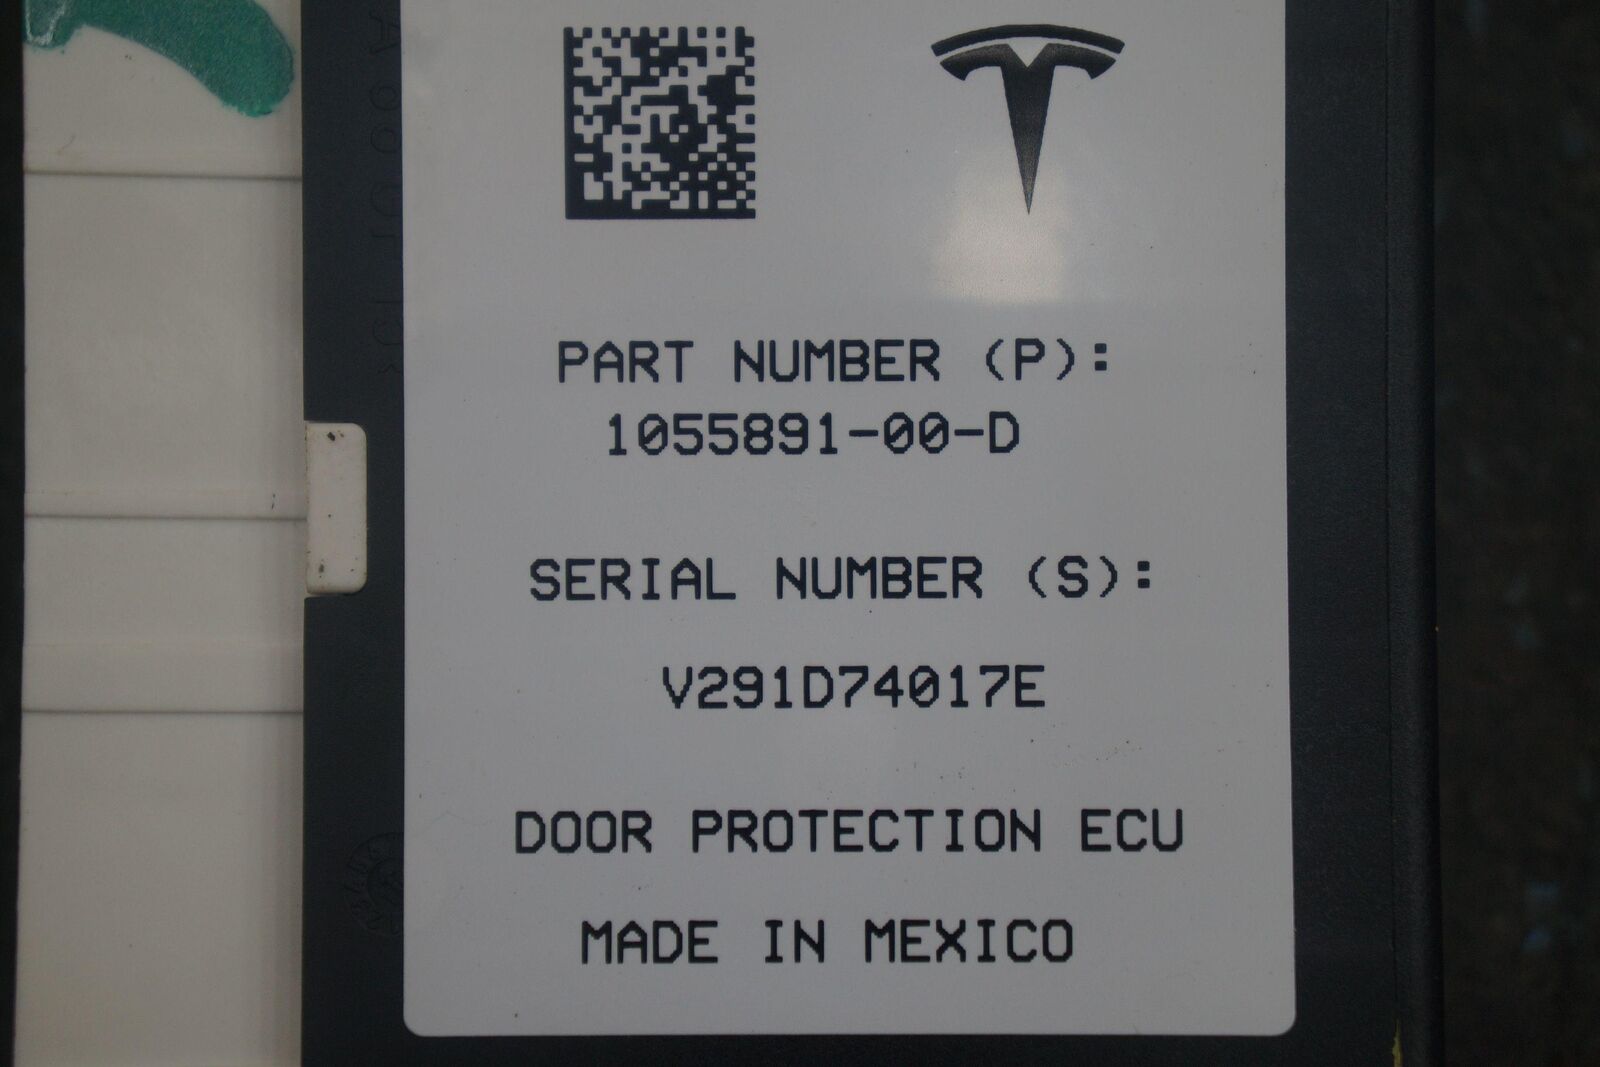 PART NUMBER (P):
1055891-00-D
SERIAL NUMBER (S):
V291D74017E
DOOR PROTECTION ECU
MADE IN MEXICO